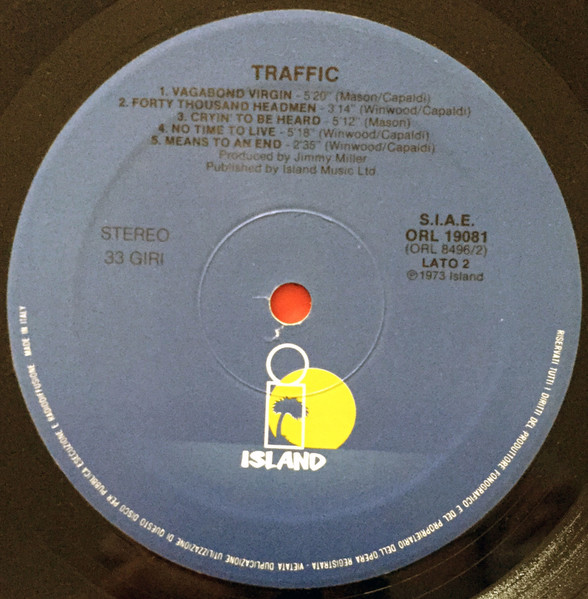 TRAFFIC
1. VAGABOND VIRGIN - 5'20" (Mason/Capaldi)
2. FORTY THOUSAND HEADMEN - 3'14" (Winwood/Capaldi)
3. CRYIN' TO BE HEARD - 5'12" (Mason)
4. NO TIME TO LIVE - 5'18" (Winwood/Capaldi)
5. MEANS TO AN END - 2'35" (Winwood/Capaldi)
Produced by Jimmy Miller
Published by Island Music Ltd
STEREO
33 GIRI
S.I.A.E.
ORL 19081
(ORL 8496/2)
LATO 2
℗ 1973 Island
ISLAND
RISERVATI TUTTI I DIRITTI DEL PRODUTTORE FONOGRAFICO E DEL PROPRIETARIO DELL'OPERA REGISTRATA - VIETATA DUPLICAZIONE UTILIZZAZIONE DI QUESTO DISCO PER PUBBLICA ESECUZIONE E RADIODIFFUSIONE. MADE IN ITALY